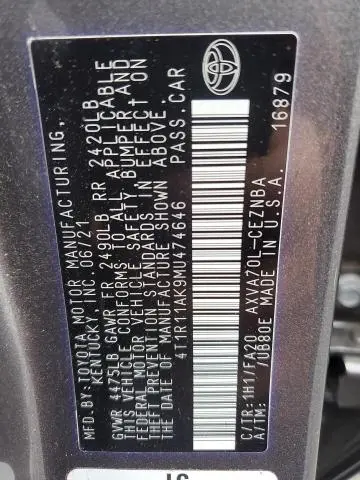 MFD.BY:TOYOTA MOTOR MANUFACTURING,
KENTUCKY, INC.06/21
GVWR 4475LB GAWR FR 2490LB RR 2420LB
THIS VEHICLE CONFORMS TO ALL APPLICABLE
FEDERAL MOTOR VEHICLE SAFETY, BUMPER, AND
THEFT PREVENTION STANDARDS IN EFFECT ON
THE DATE OF MANUFACTURE SHOWN ABOVE.
4T1R11AK9MU474646 PASS.CAR
C/TR:1H1/FA20 AXVA70L-CEZNBA
A/TM: /UB80E MADE IN U.S.A. 16879